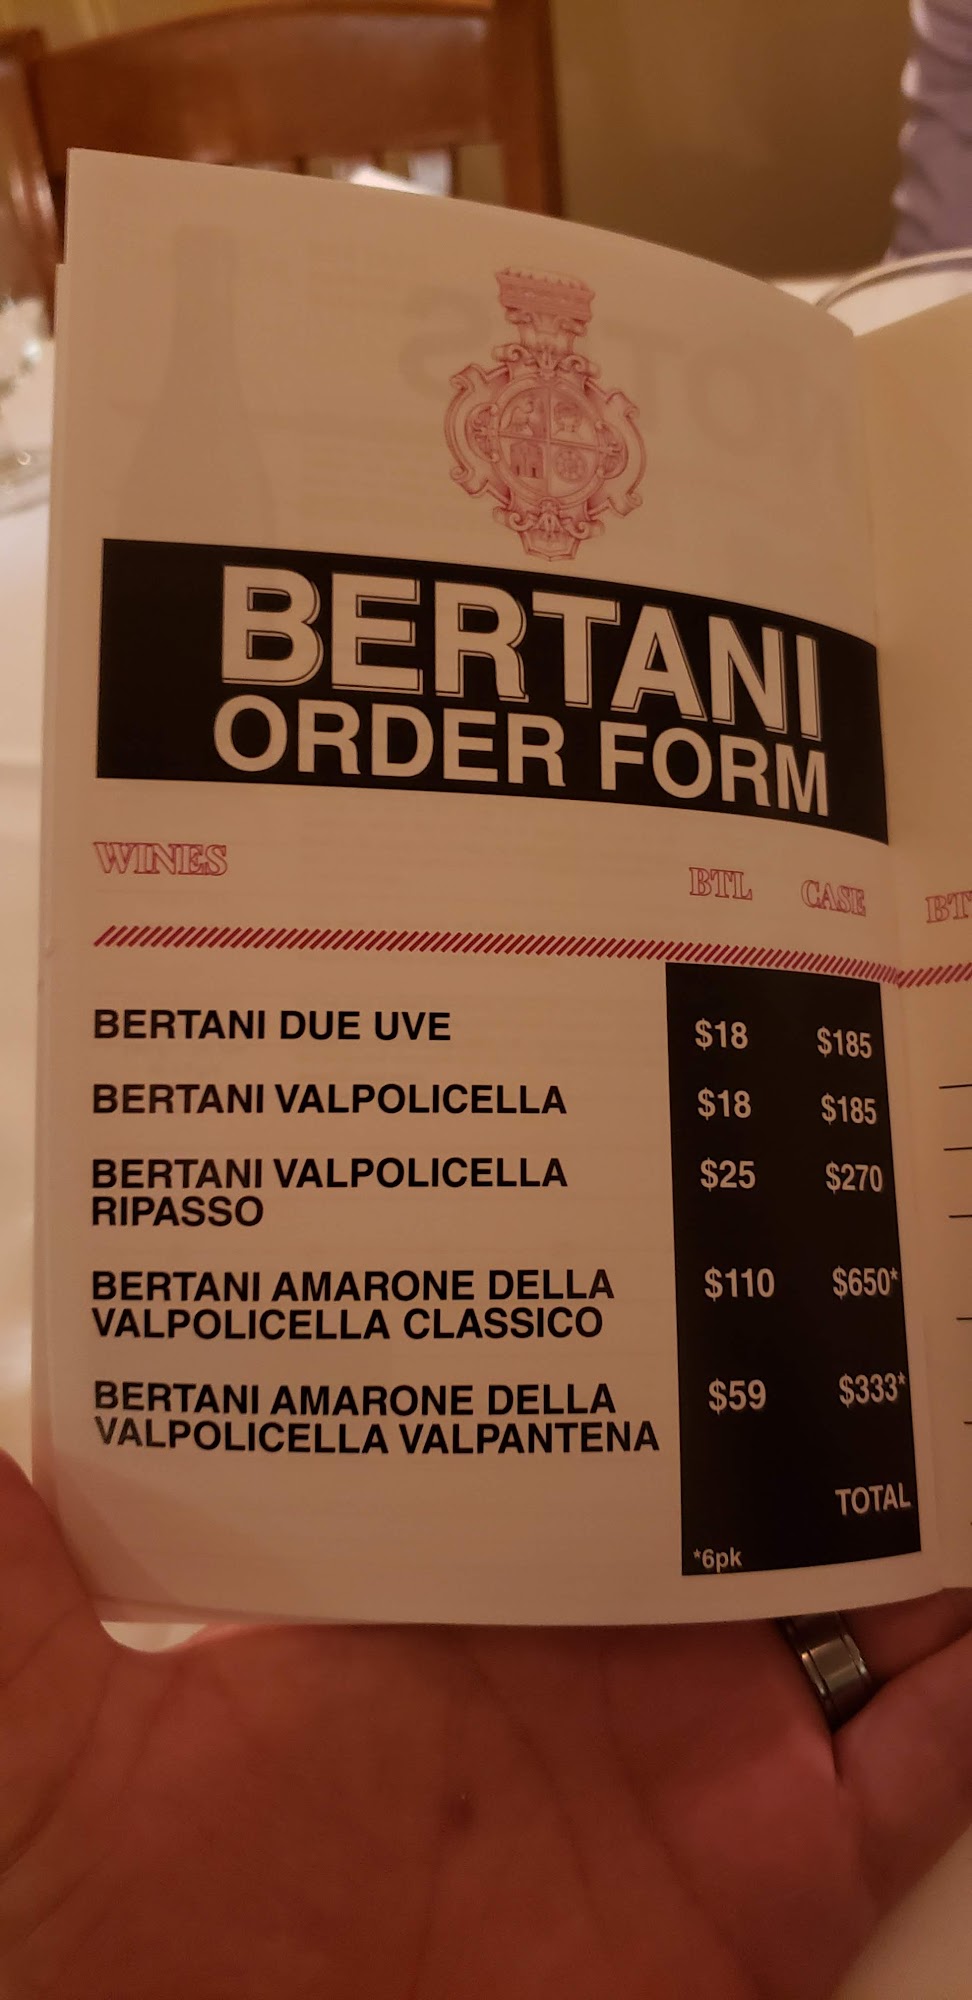 BERTANI
ORDER FORM
WINES BTL CASE
BERTANI DUE UVE $18 $185
BERTANI VALPOLICELLA $18 $185
BERTANI VALPOLICELLA $25 $270
RIPASSO
BERTANI AMARONE DELLA $110 $650*
VALPOLICELLA CLASSICO
BERTANI AMARONE DELLA $59 $333*
VALPOLICELLA VALPANTENA
TOTAL
*6pk